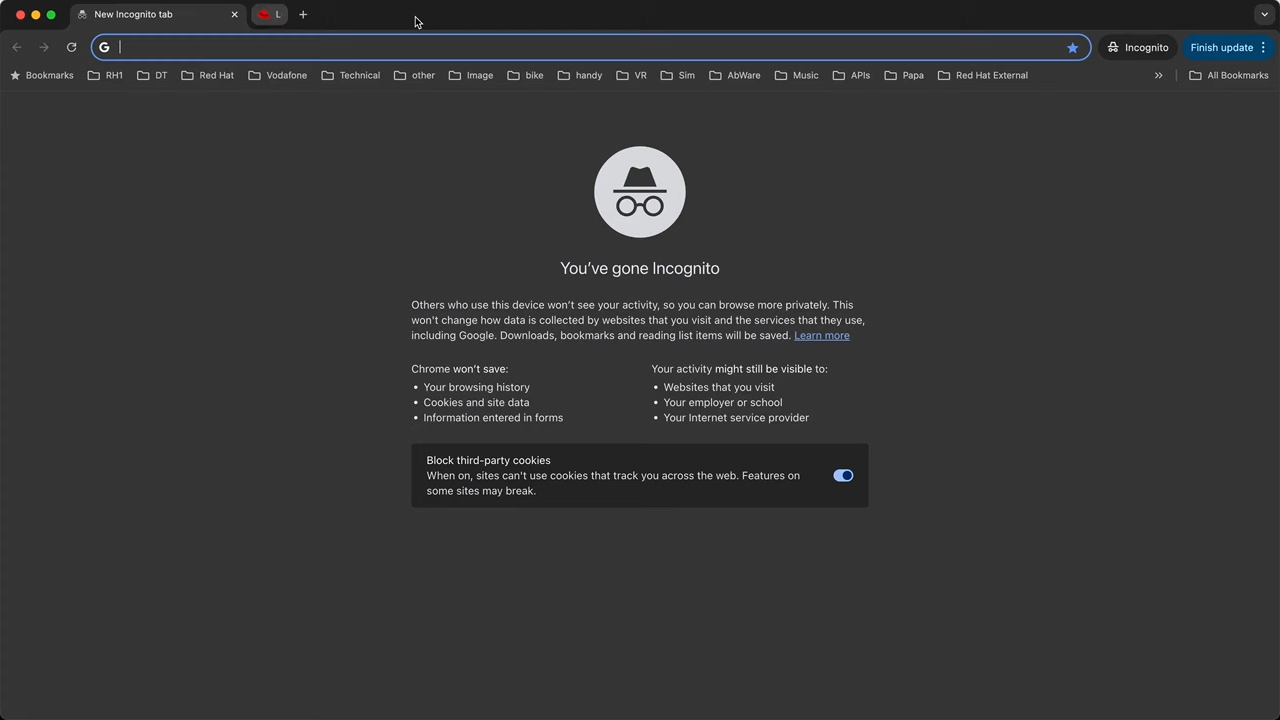 New Incognito tab
L
Incognito
Finish update
Bookmarks RH1 DT Red Hat Vodafone Technical other Image bike handy VR Sim AbWare Music APIs Papa Red Hat External » All Bookmarks
You've gone Incognito
Others who use this device won't see your activity, so you can browse more privately. This
won't change how data is collected by websites that you visit and the services that they use,
including Google. Downloads, bookmarks and reading list items will be saved. Learn more
Chrome won't save:
• Your browsing history
• Cookies and site data
• Information entered in forms
Your activity might still be visible to:
• Websites that you visit
• Your employer or school
• Your Internet service provider
Block third-party cookies
When on, sites can't use cookies that track you across the web. Features on
some sites may break.